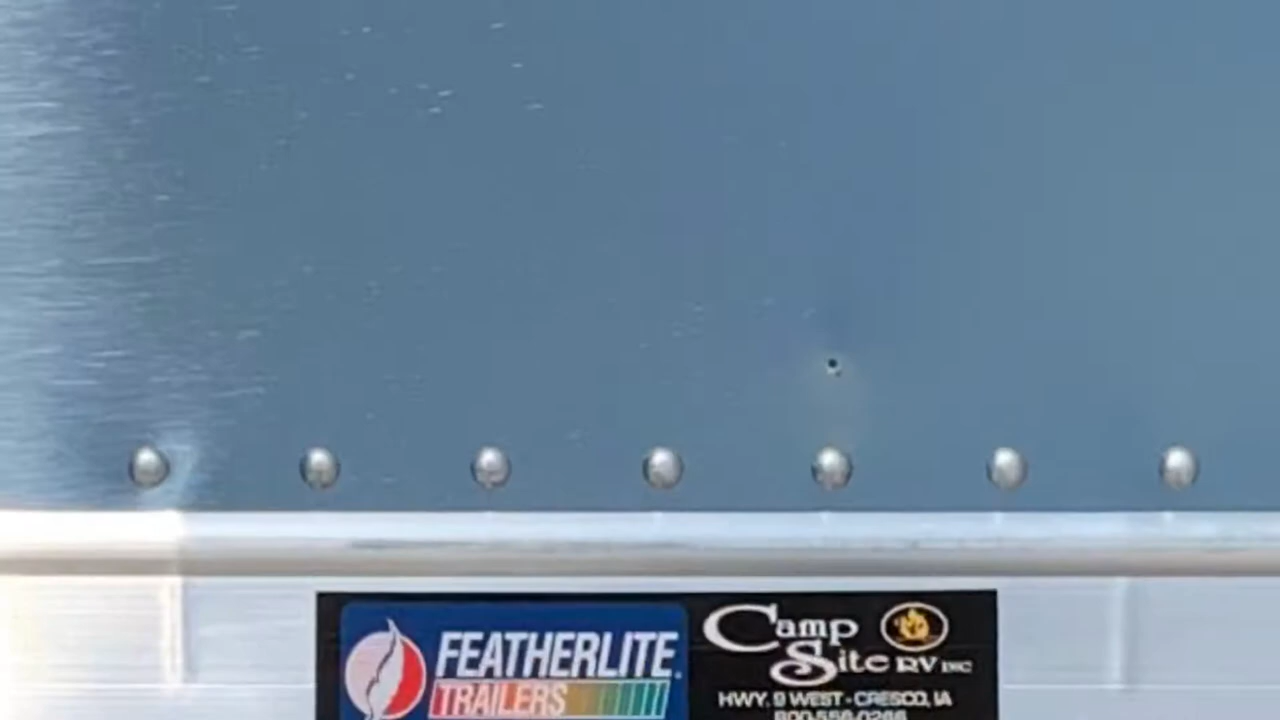 FEATHERLITE
TRAILERS
Camp
Site RV INC
HWY. 9 WEST - CRESCO, IA